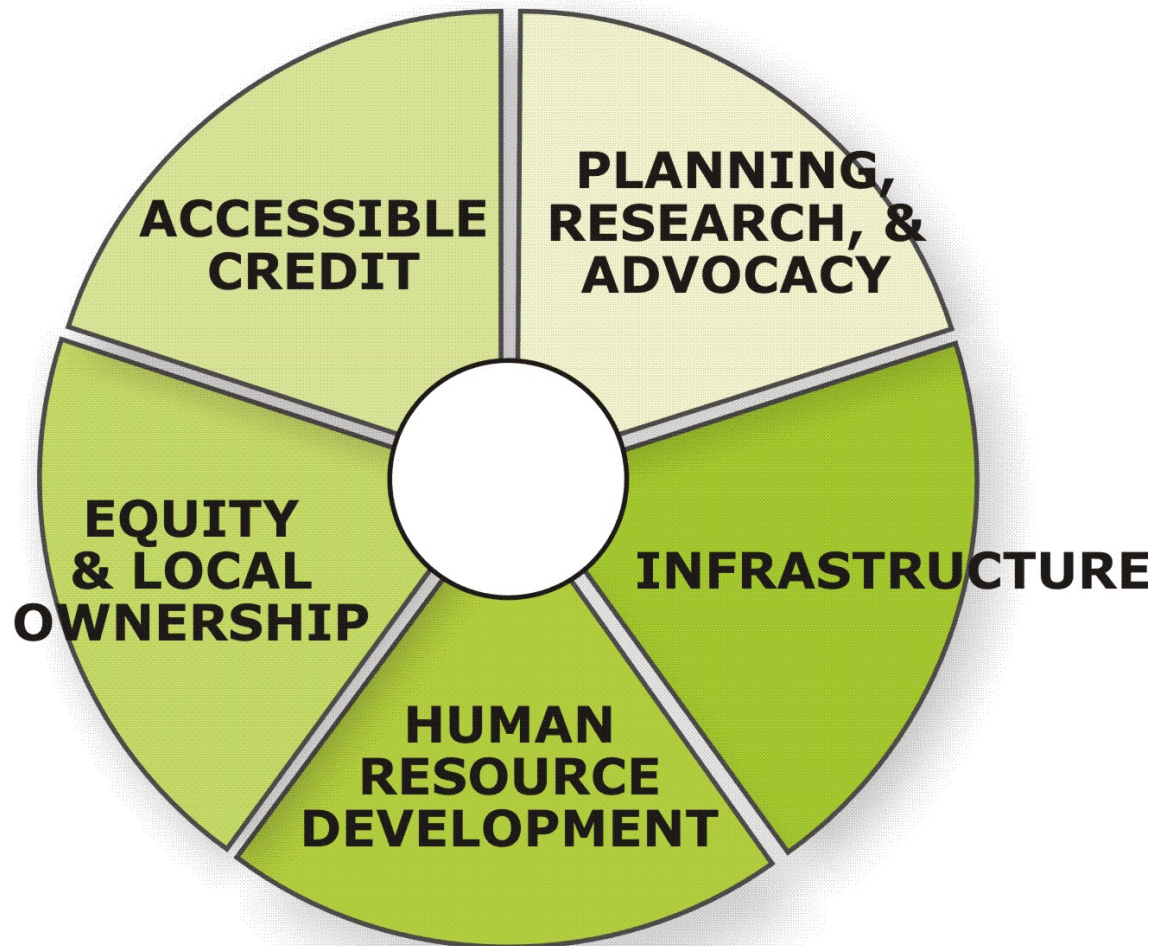 ACCESSIBLE
CREDIT
PLANNING,
RESEARCH, &
ADVOCACY
EQUITY
& LOCAL
OWNERSHIP
INFRASTRUCTURE
HUMAN
RESOURCE
DEVELOPMENT